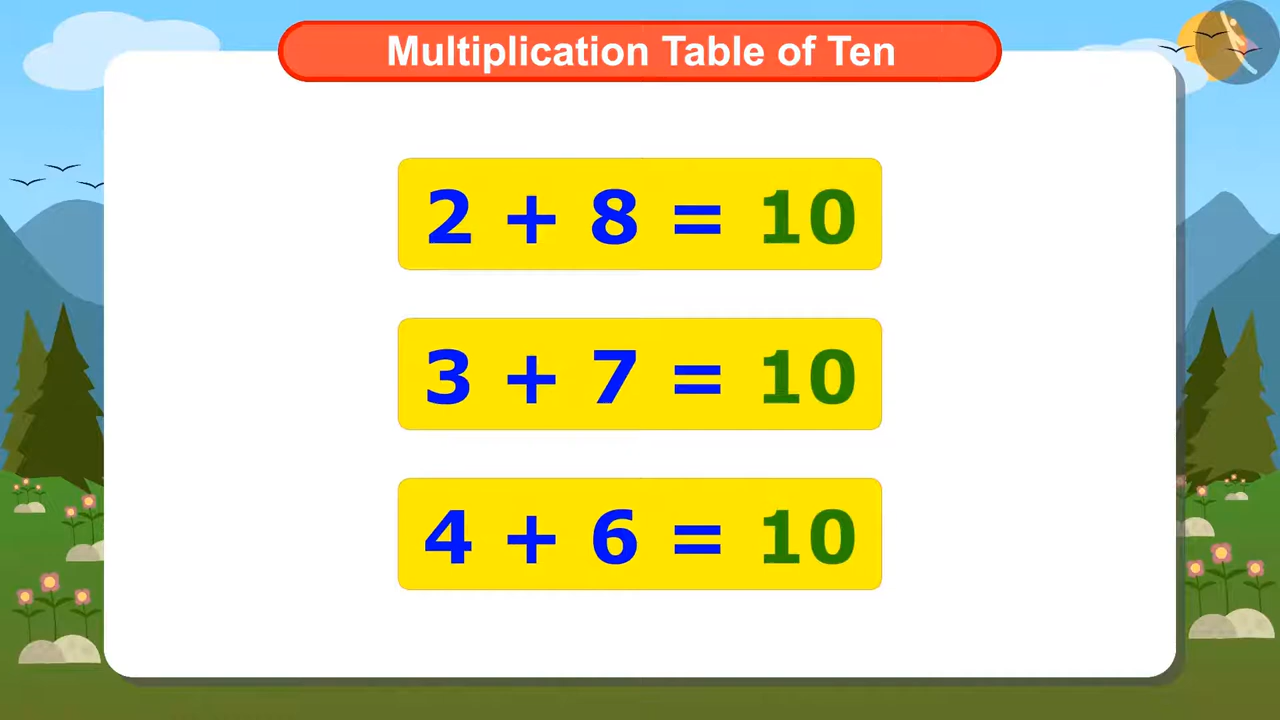 Multiplication Table of Ten
2 + 8 = 10
3 + 7 = 10
4 + 6 = 10